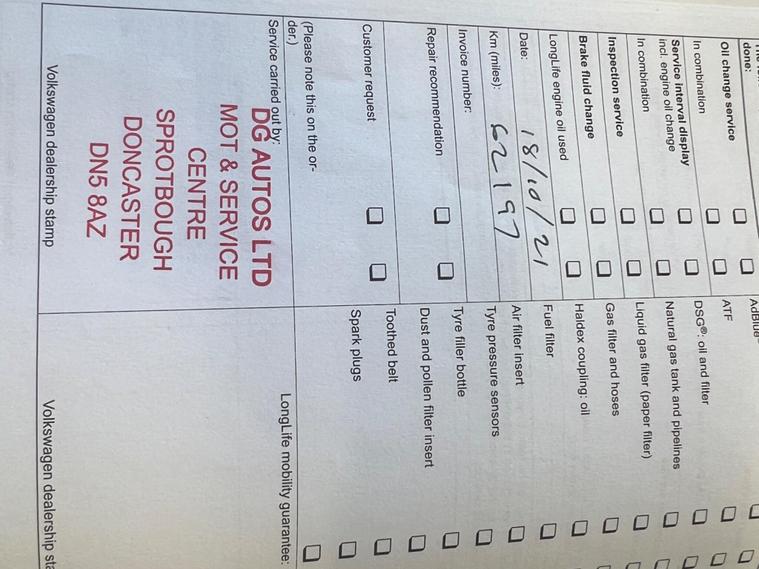 done:
Oil change service
In combination
Service interval display
incl. engine oil change
In combination
Inspection service
Brake fluid change
LongLife engine oil used
Date: 18/10/21
Km (miles): 62197
Invoice number:
Repair recommendation
Customer request
(Please note this on the or-
der.)
Service carried out by:
DG AUTOS LTD
MOT & SERVICE
CENTRE
SPROTBOUGH
DONCASTER
DN5 8AZ
Volkswagen dealership stamp
AdBlue®
ATF
DSG®: oil and filter
Natural gas tank and pipelines
Liquid gas filter (paper filter)
Gas filter and hoses
Haldex coupling: oil
Fuel filter
Air filter insert
Tyre pressure sensors
Tyre filler bottle
Dust and pollen filter insert
Toothed belt
Spark plugs
LongLife mobility guarantee:
Volkswagen dealership sta